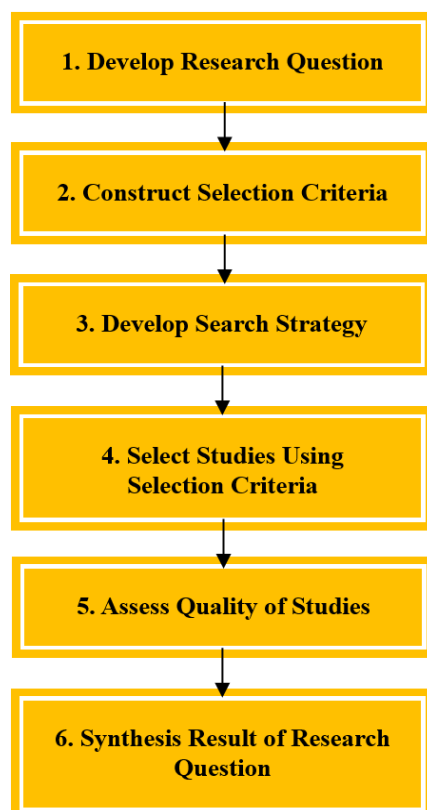 1. Develop Research Question
2. Construct Selection Criteria
3. Develop Search Strategy
4. Select Studies Using
Selection Criteria
5. Assess Quality of Studies
6. Synthesis Result of Research
Question